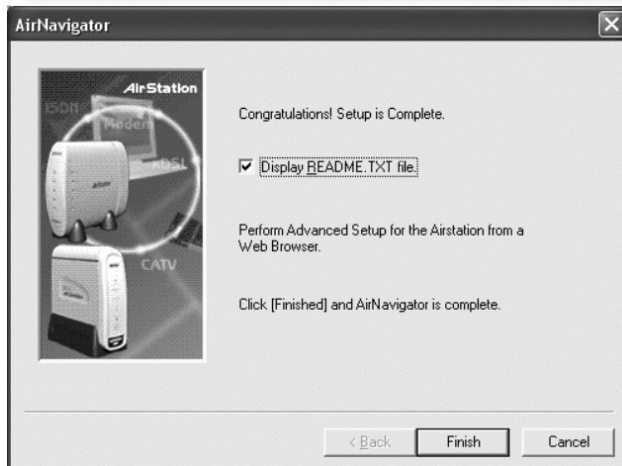 AirNavigator
AirStation
ISDN
Modem
xDSL
CATV
Congratulations! Setup is Complete.
Display README.TXT file.
Perform Advanced Setup for the Airstation from a
Web Browser.
Click [Finished] and AirNavigator is complete.
< Back
Finish
Cancel